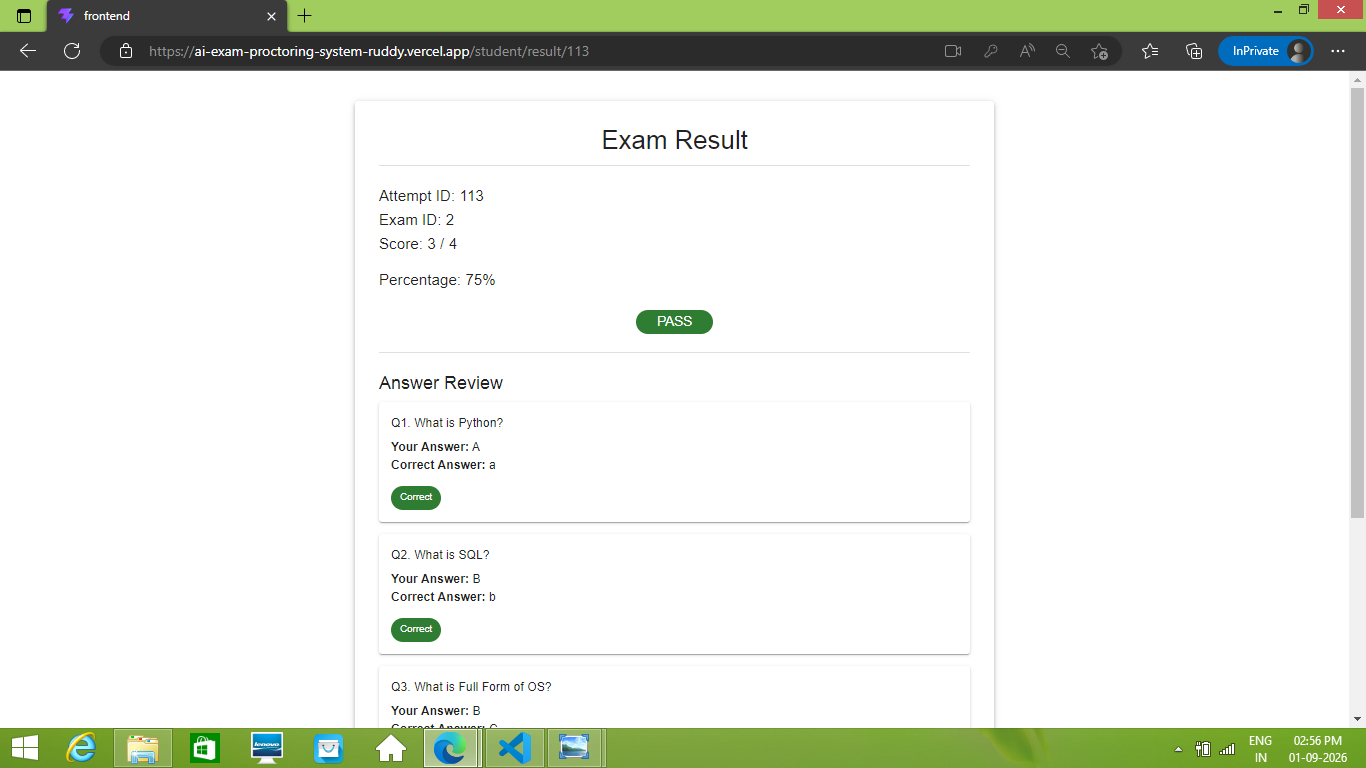 frontend
https://ai-exam-proctoring-system-ruddy.vercel.app/student/result/113
InPrivate
Exam Result
Attempt ID: 113
Exam ID: 2
Score: 3 / 4
Percentage: 75%
PASS
Answer Review
Q1. What is Python?
Your Answer: A
Correct Answer: a
Correct
Q2. What is SQL?
Your Answer: B
Correct Answer: b
Correct
Q3. What is Full Form of OS?
Your Answer: B
Correct Answer:
lenovo
ENG
IN
02:56 PM
01-09-2026